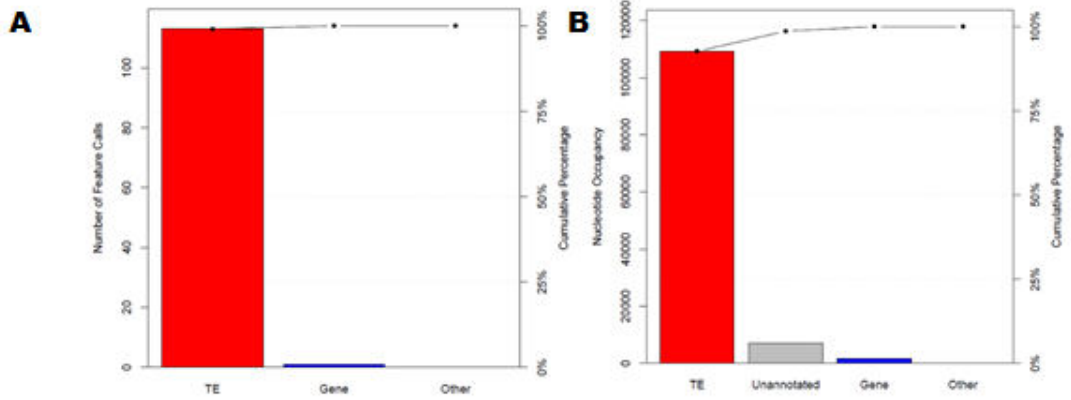 A
Number of Feature Calls
0
20
40
60
80
100
TE
Gene
Other
0%
25%
50%
75%
100%
Cumulative Percentage
B
Nucleotide Occupancy
0
20000
40000
60000
80000
100000
120000
TE
Unannotated
Gene
Other
0%
25%
50%
75%
100%
Cumulative Percentage